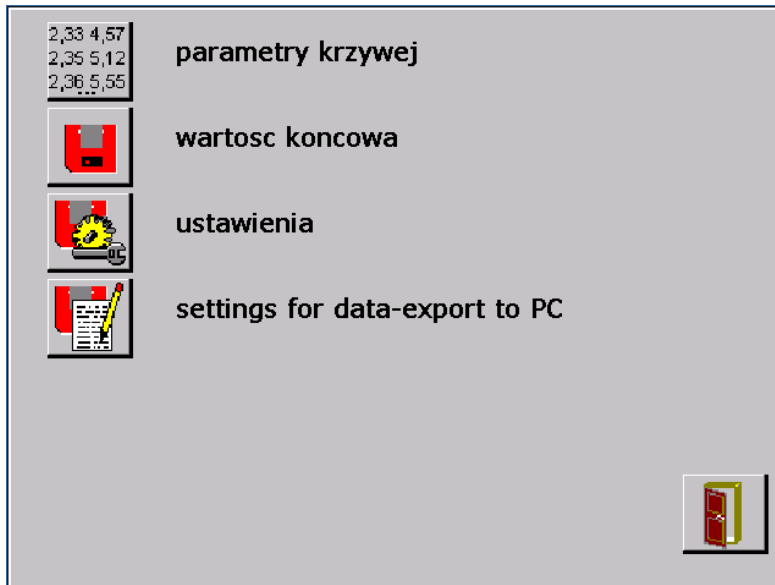 2,33 4,57
2,35 5,12
2,36 5,55
...
parametry krzywej
wartosc koncowa
ustawienia
settings for data-export to PC